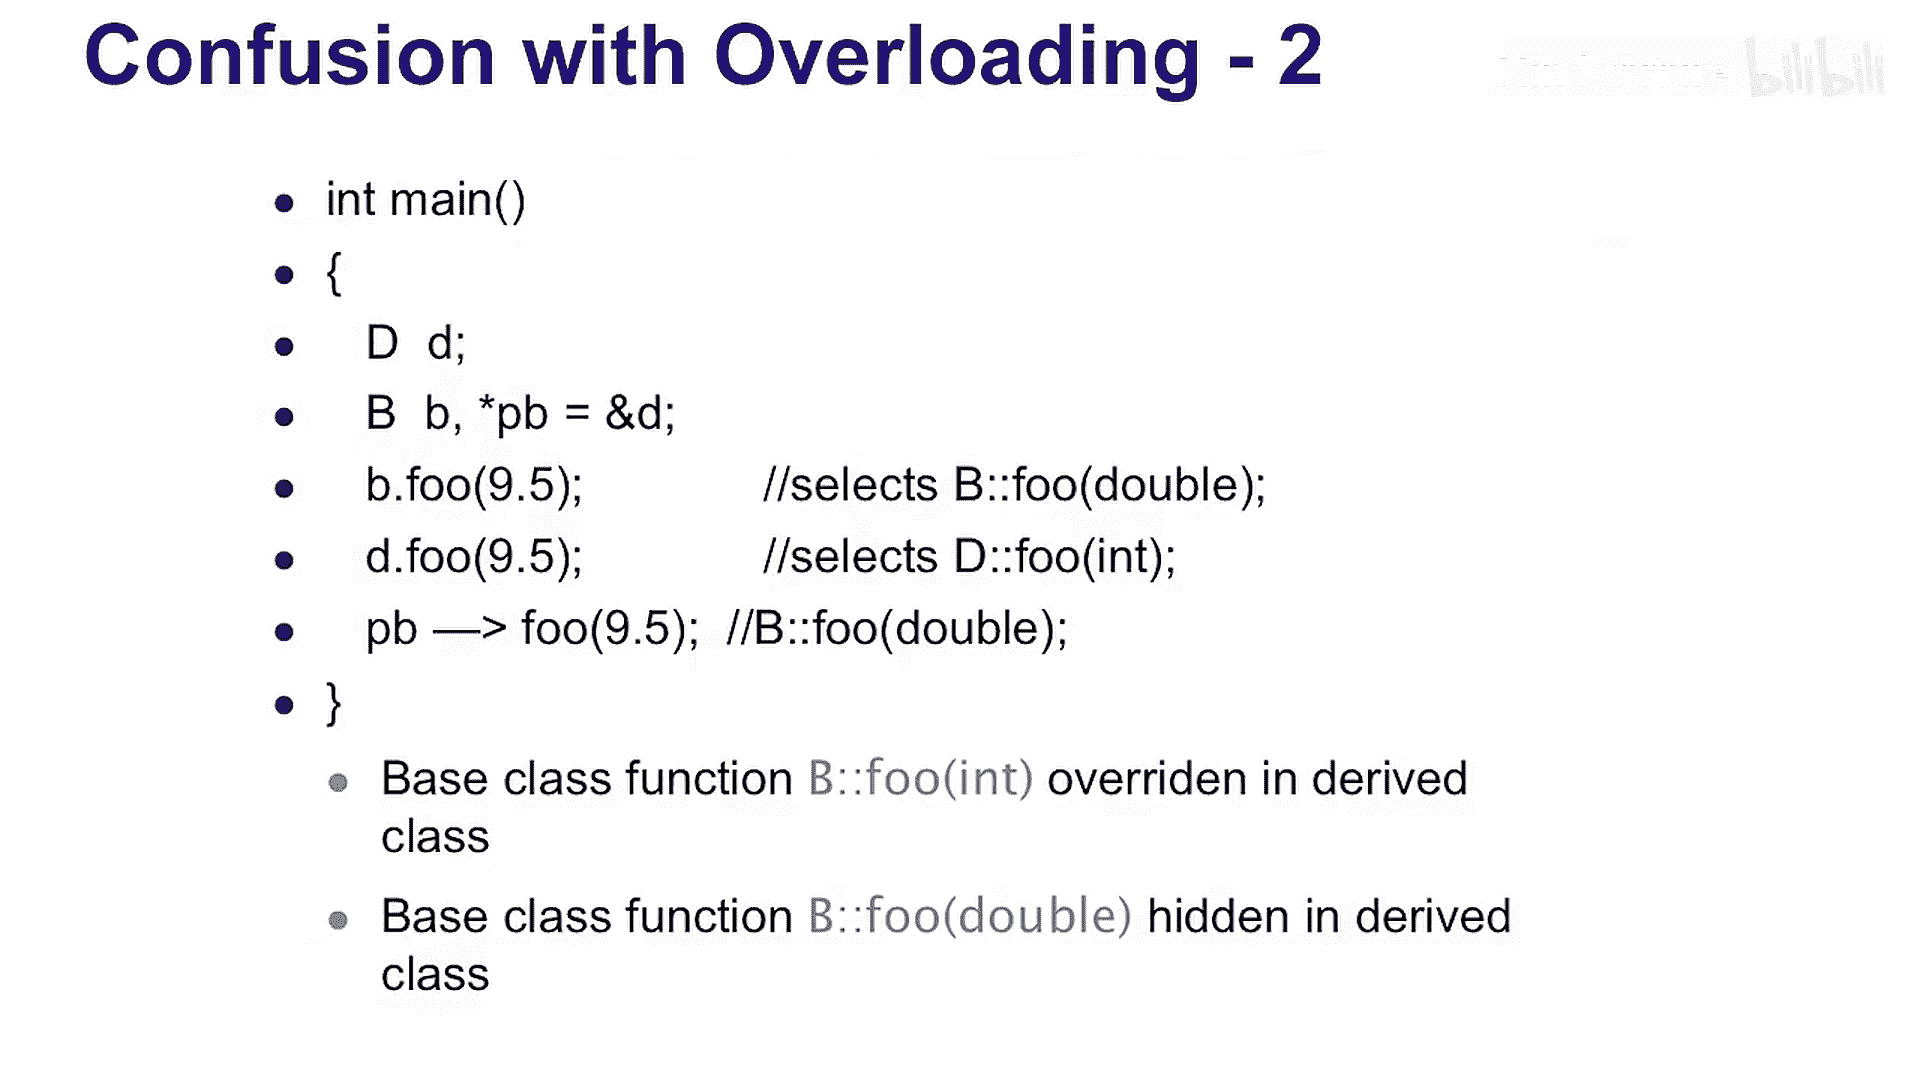 Confusion with Overloading - 2
bilibili
int main()
{
D d;
B b, *pb = &d;
b.foo(9.5); //selects B::foo(double);
d.foo(9.5); //selects D::foo(int);
pb —> foo(9.5); //B::foo(double);
}
Base class function B::foo(int) overriden in derived
class
Base class function B::foo(double) hidden in derived
class